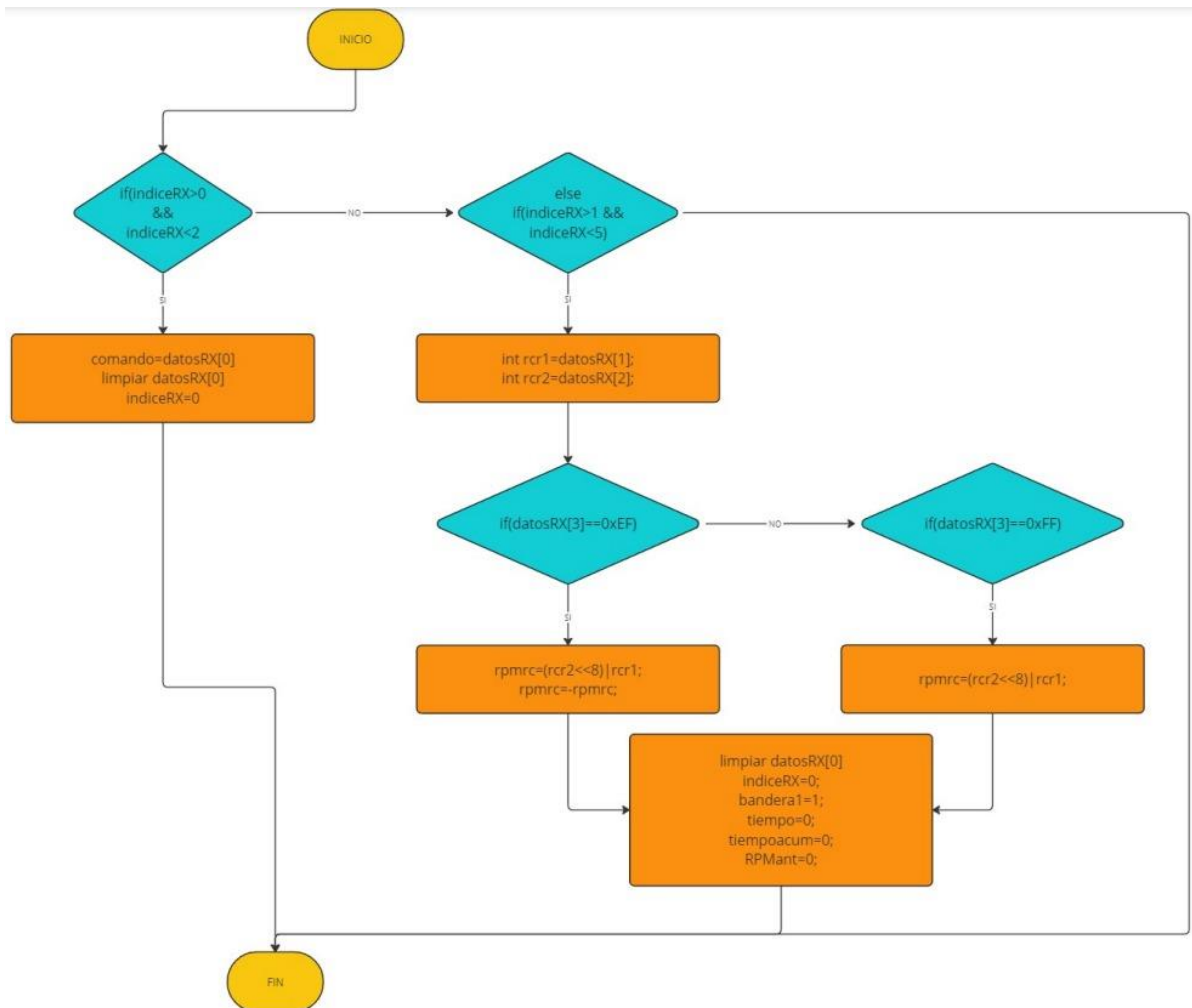 INICIO
if(indiceRX>0
&&
indiceRX<2
NO
else
if(indiceRX>1 &&
indiceRX<5)
SI
SI
comando=datosRX[0]
limpiar datosRX[0]
indiceRX=0
int rcr1=datosRX[1];
int rcr2=datosRX[2];
if(datosRX[3]==0xEF)
NO
if(datosRX[3]==0xFF)
SI
SI
rpmrc=(rcr2<<8)|rcr1;
rpmrc=-rpmrc;
rpmrc=(rcr2<<8)|rcr1;
limpiar datosRX[0]
indiceRX=0;
bandera1=1;
tiempo=0;
tiempoacum=0;
RPMant=0;
FIN